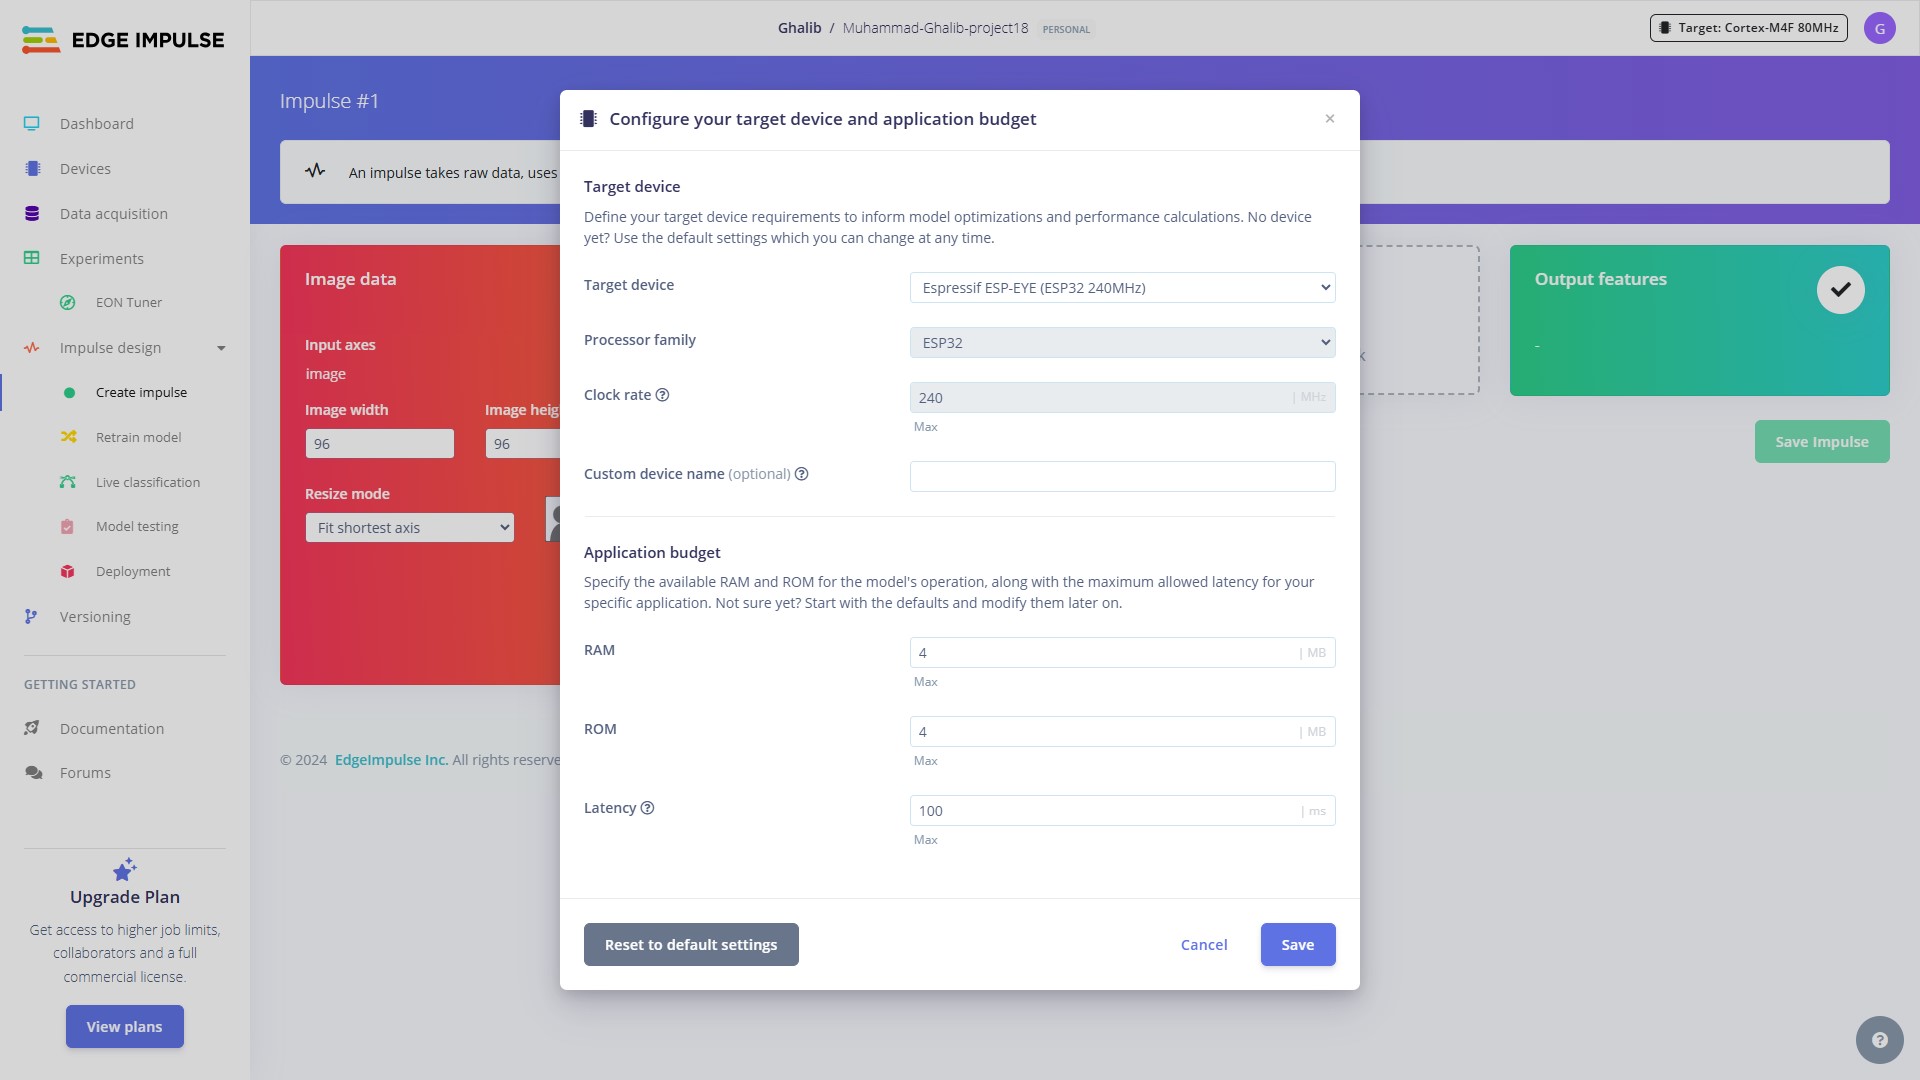 EDGE IMPULSE
Ghalib / Muhammad-Ghalib-project18 PERSONAL
Target: Cortex-M4F 80MHz
G
Dashboard
Devices
Data acquisition
Experiments
EON Tuner
Impulse design
Create impulse
Retrain model
Live classification
Model testing
Deployment
Versioning
GETTING STARTED
Documentation
Forums
Upgrade Plan
Get access to higher job limits,
collaborators and a full
commercial license.
View plans
Impulse #1
An impulse takes raw data, uses
Image data
Input axes
image
Image width
Image heig
96
96
Resize mode
Fit shortest axis
© 2024 EdgeImpulse Inc. All rights reserve
Configure your target device and application budget
×
Target device
Define your target device requirements to inform model optimizations and performance calculations. No device
yet? Use the default settings which you can change at any time.
Target device
Espressif ESP-EYE (ESP32 240MHz)
Processor family
ESP32
Clock rate ?
240 | MHz
Max
Custom device name (optional) ?
Application budget
Specify the available RAM and ROM for the model's operation, along with the maximum allowed latency for your
specific application. Not sure yet? Start with the defaults and modify them later on.
RAM
4 | MB
Max
ROM
4 | MB
Max
Latency ?
100 | ms
Max
Reset to default settings
Cancel
Save
Output features
-
Save Impulse
?